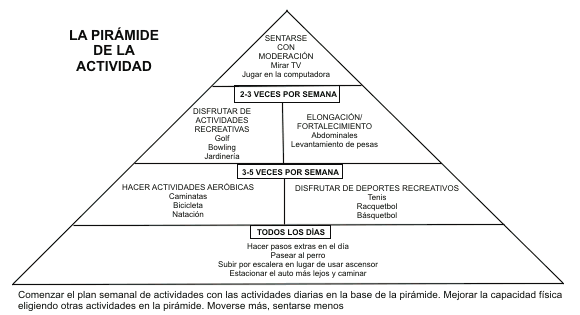 LA PIRÁMIDE
DE LA
ACTIVIDAD
SENTARSE
CON
MODERACIÓN
Mirar TV
Jugar en la computadora
2-3 VECES POR SEMANA
DISFRUTAR DE
ACTIVIDADES
RECREATIVAS
Golf
Bowling
Jardinería
ELONGACIÓN/
FORTALECIMIENTO
Abdominales
Levantamiento de pesas
3-5 VECES POR SEMANA
HACER ACTIVIDADES AERÓBICAS
Caminatas
Bicicleta
Natación
DISFRUTAR DE DEPORTES RECREATIVOS
Tenis
Racquetbol
Básquetbol
TODOS LOS DÍAS
Hacer pasos extras en el día
Pasear al perro
Subir por escalera en lugar de usar ascensor
Estacionar el auto más lejos y caminar
Comenzar el plan semanal de actividades con las actividades diarias en la base de la pirámide. Mejorar la capacidad física
eligiendo otras actividades en la pirámide. Moverse más, sentarse menos